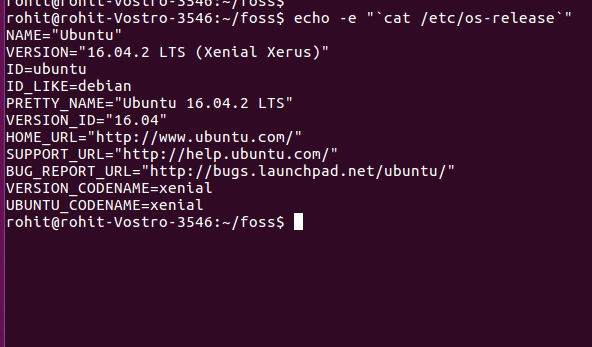 rohit@rohit-Vostro-3546:~/foss$
rohit@rohit-Vostro-3546:~/foss$ echo -e "`cat /etc/os-release`"
NAME="Ubuntu"
VERSION="16.04.2 LTS (Xenial Xerus)"
ID=ubuntu
ID_LIKE=debian
PRETTY_NAME="Ubuntu 16.04.2 LTS"
VERSION_ID="16.04"
HOME_URL="http://www.ubuntu.com/"
SUPPORT_URL="http://help.ubuntu.com/"
BUG_REPORT_URL="http://bugs.launchpad.net/ubuntu/"
VERSION_CODENAME=xenial
UBUNTU_CODENAME=xenial
rohit@rohit-Vostro-3546:~/foss$